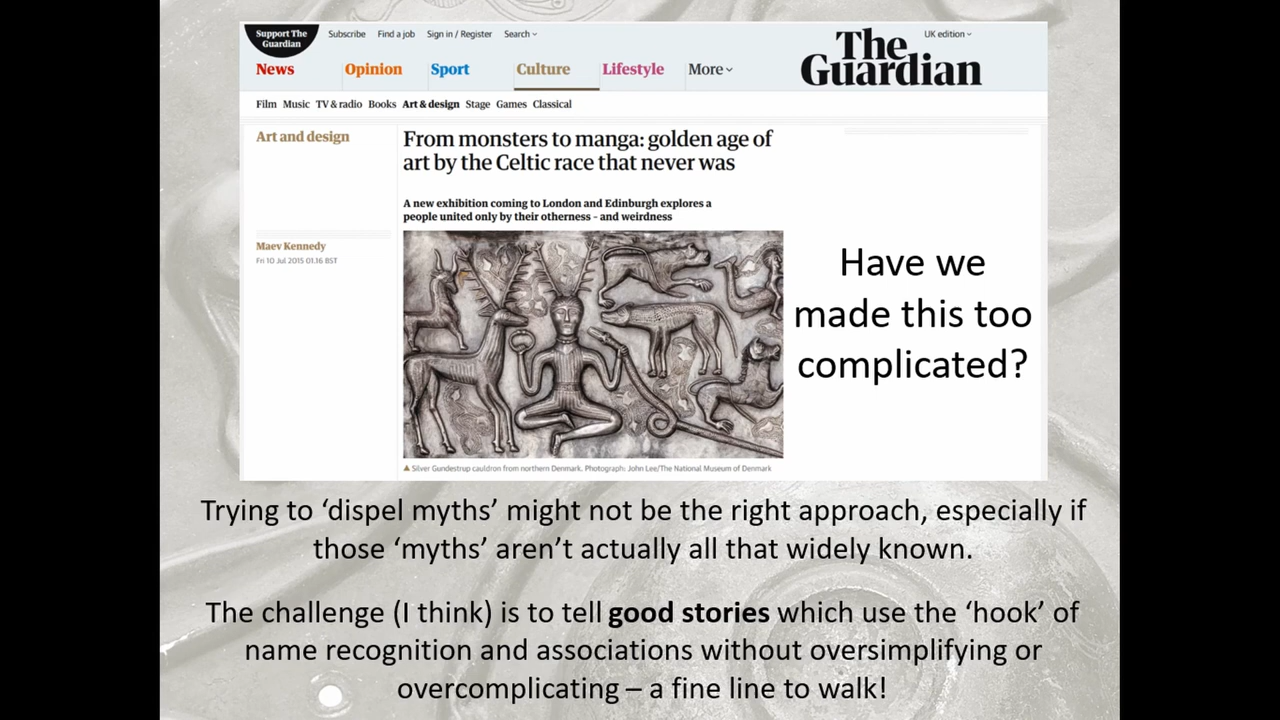 Support The
Guardian
Subscribe Find a job Sign in / Register Search
UK edition
The
Guardian
News Opinion Sport Culture Lifestyle More
Film Music TV & radio Books Art & design Stage Games Classical
Art and design
From monsters to manga: golden age of
art by the Celtic race that never was
A new exhibition coming to London and Edinburgh explores a
people united only by their otherness – and weirdness
Maev Kennedy
Fri 10 Jul 2015 01.16 BST
Silver Gundestrup cauldron from northern Denmark. Photograph: John Lee/The National Museum of Denmark
Have we
made this too
complicated?
Trying to ‘dispel myths’ might not be the right approach, especially if
those ‘myths’ aren’t actually all that widely known.
The challenge (I think) is to tell good stories which use the ‘hook’ of
name recognition and associations without oversimplifying or
overcomplicating – a fine line to walk!